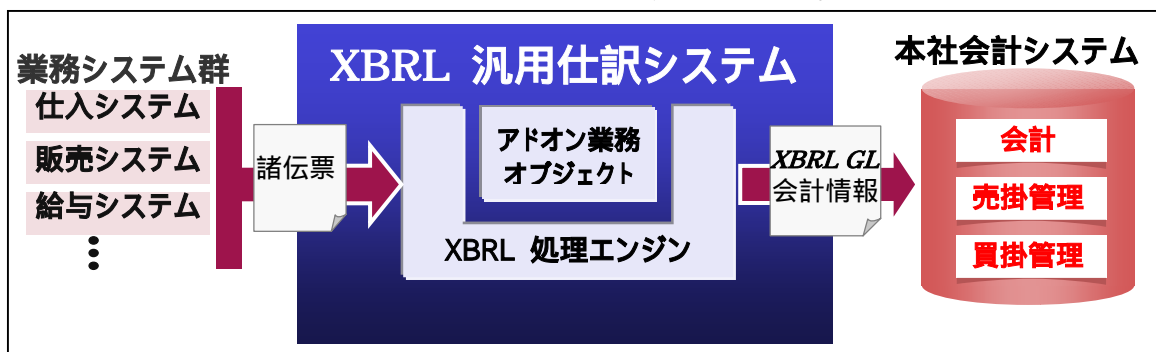 業務システム群
仕入システム
販売システム
給与システム
諸伝票
XBRL 汎用仕訳システム
アドオン業務
オブジェクト
XBRL 処理エンジン
XBRL GL
会計情報
本社会計システム
会計
売掛管理
買掛管理